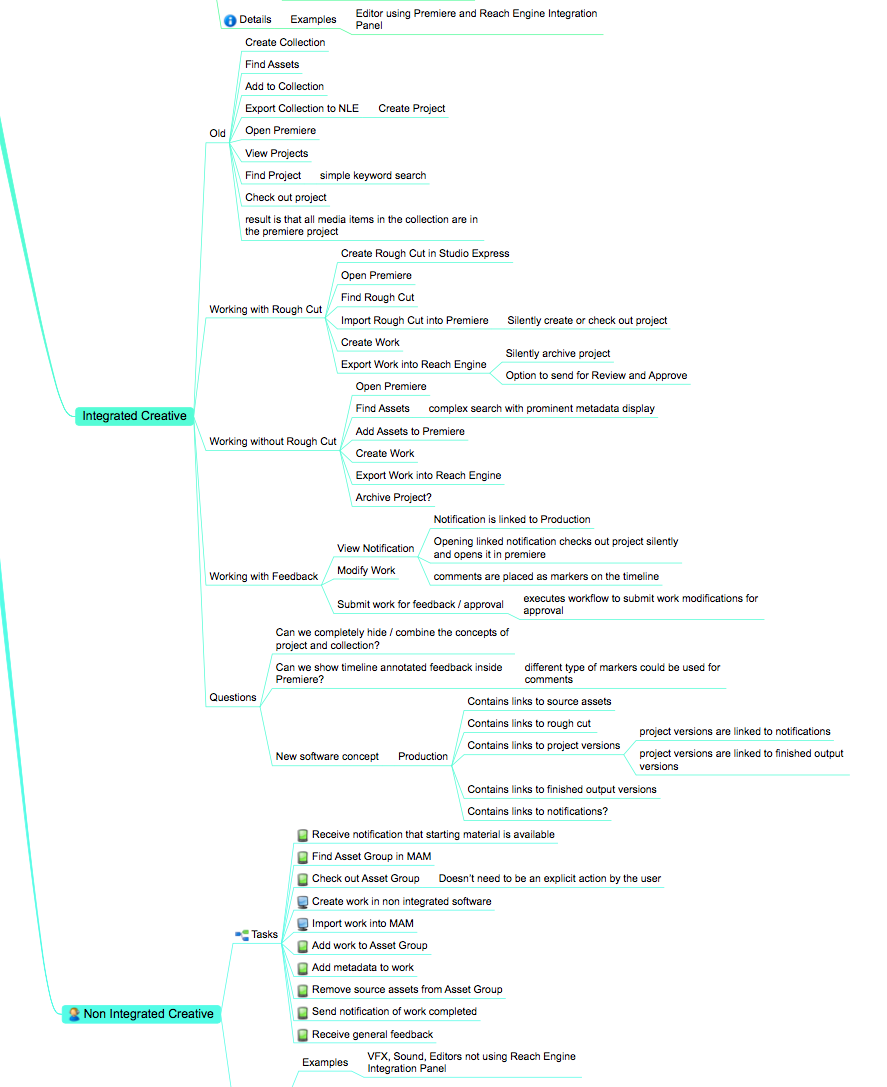 Details
Examples
Editor using Premiere and Reach Engine Integration
Panel
Integrated Creative
Old
Create Collection
Find Assets
Add to Collection
Export Collection to NLE
Create Project
Open Premiere
View Projects
Find Project
simple keyword search
Check out project
result is that all media items in the collection are in
the premiere project
Working with Rough Cut
Create Rough Cut in Studio Express
Open Premiere
Find Rough Cut
Import Rough Cut into Premiere
Silently create or check out project
Create Work
Export Work into Reach Engine
Silently archive project
Option to send for Review and Approve
Working without Rough Cut
Open Premiere
Find Assets
complex search with prominent metadata display
Add Assets to Premiere
Create Work
Export Work into Reach Engine
Archive Project?
Working with Feedback
View Notification
Notification is linked to Production
Opening linked notification checks out project silently
and opens it in premiere
comments are placed as markers on the timeline
Modify Work
Submit work for feedback / approval
executes workflow to submit work modifications for
approval
Questions
Can we completely hide / combine the concepts of
project and collection?
Can we show timeline annotated feedback inside
Premiere?
different type of markers could be used for
comments
New software concept
Production
Contains links to source assets
Contains links to rough cut
Contains links to project versions
project versions are linked to notifications
project versions are linked to finished output
versions
Contains links to finished output versions
Contains links to notifications?
Non Integrated Creative
Tasks
Receive notification that starting material is available
Find Asset Group in MAM
Check out Asset Group
Doesn't need to be an explicit action by the user
Create work in non integrated software
Import work into MAM
Add work to Asset Group
Add metadata to work
Remove source assets from Asset Group
Send notification of work completed
Receive general feedback
Examples
VFX, Sound, Editors not using Reach Engine
Integration Panel